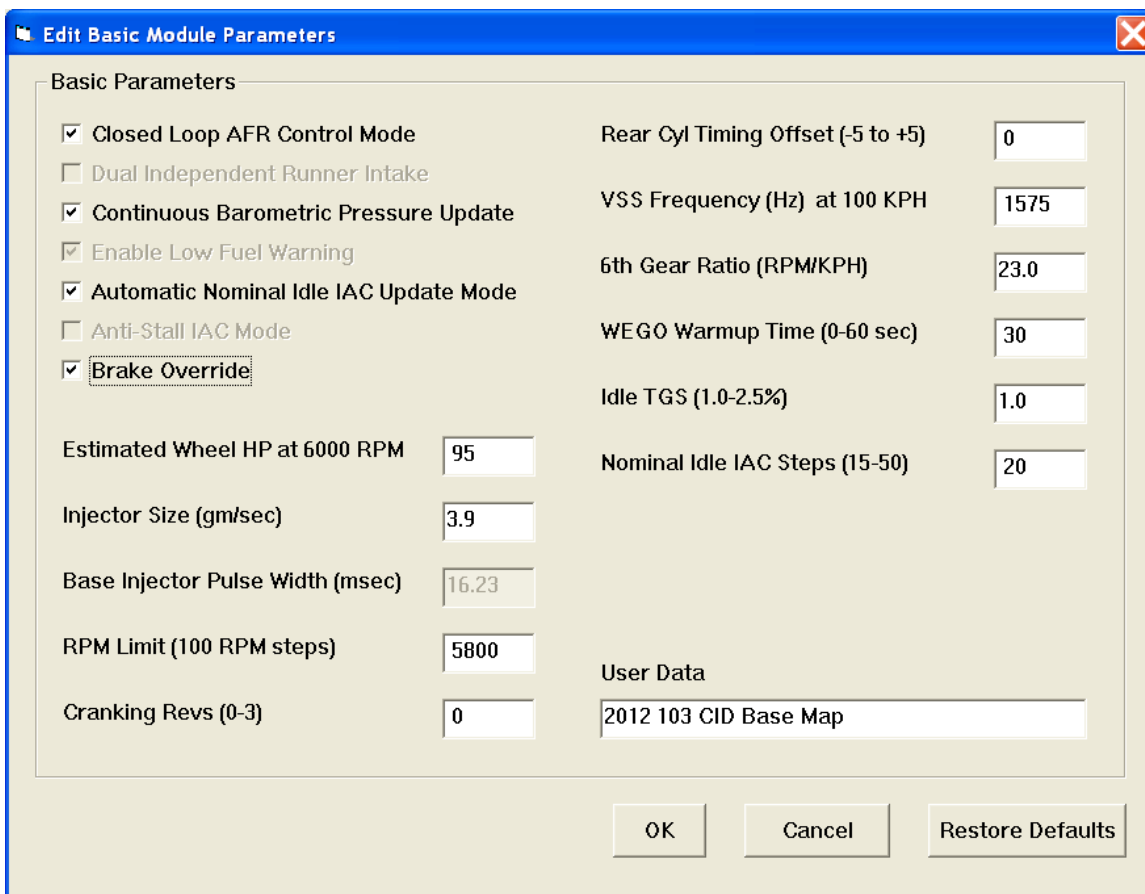 Edit Basic Module Parameters
Basic Parameters
Closed Loop AFR Control Mode
Dual Independent Runner Intake
Continuous Barometric Pressure Update
Enable Low Fuel Warning
Automatic Nominal Idle IAC Update Mode
Anti-Stall IAC Mode
Brake Override
Estimated Wheel HP at 6000 RPM 95
Injector Size (gm/sec) 3.9
Base Injector Pulse Width (msec) 16.23
RPM Limit (100 RPM steps) 5800
Cranking Revs (0-3) 0
Rear Cyl Timing Offset (-5 to +5) 0
VSS Frequency (Hz) at 100 KPH 1575
6th Gear Ratio (RPM/KPH) 23.0
WEGO Warmup Time (0-60 sec) 30
Idle TGS (1.0-2.5%) 1.0
Nominal Idle IAC Steps (15-50) 20
User Data
2012 103 CID Base Map
OK Cancel Restore Defaults